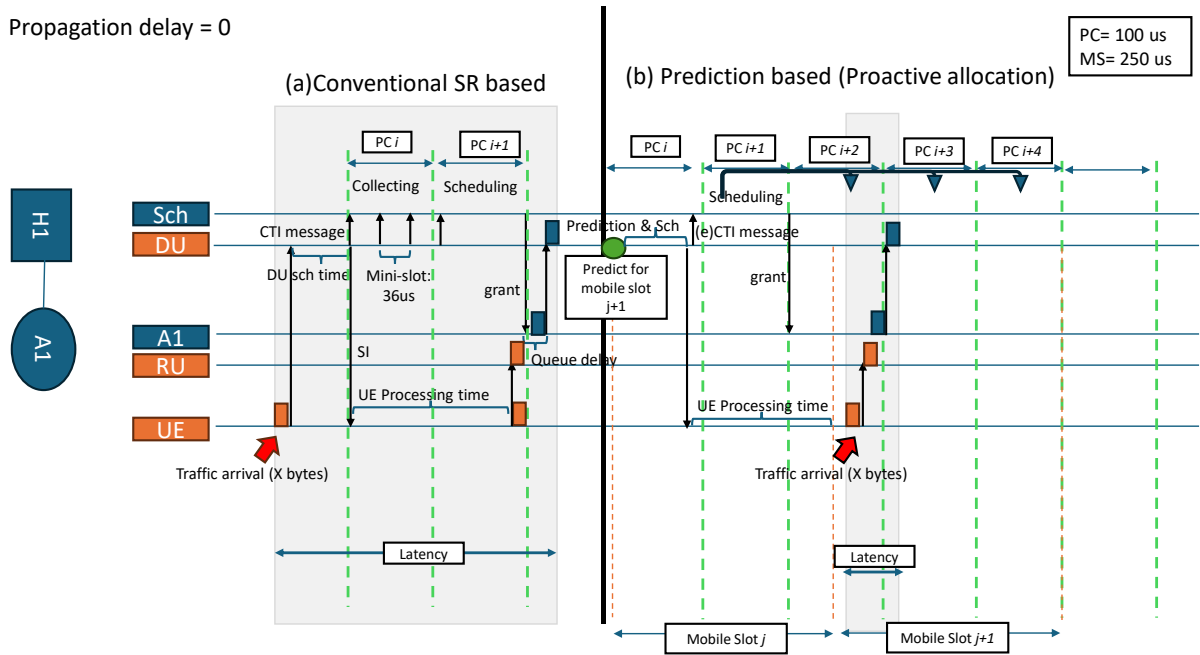 Propagation delay = 0
PC= 100 us
MS= 250 us
(a)Conventional SR based
(b) Prediction based (Proactive allocation)
PC i
PC i+1
PC i
PC i+1
PC i+2
PC i+3
PC i+4
Collecting
Scheduling
Scheduling
H1
A1
Sch
DU
A1
RU
UE
CTI message
DU sch time
Mini-slot:
36us
grant
Prediction & Sch
(e)CTI message
Predict for
mobile slot
j+1
grant
SI
Queue delay
UE Processing time
UE Processing time
Traffic arrival (X bytes)
Traffic arrival (X bytes)
Latency
Latency
Mobile Slot j
Mobile Slot j+1